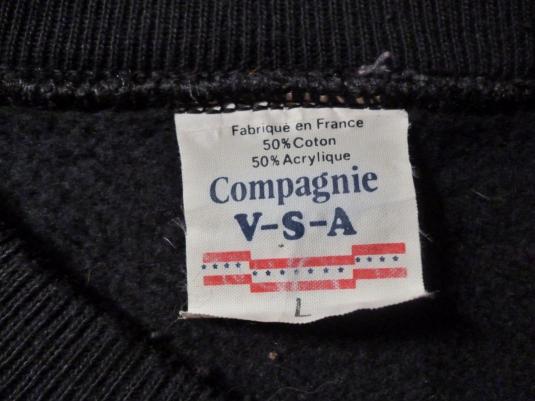 Fabriqué en France
50%Coton
50%Acrylique
Compagnie
V-S-A
L